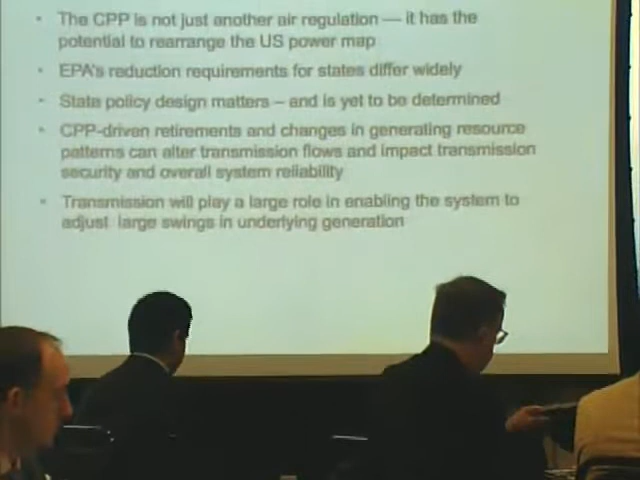 • The CPP is not just another air regulation — it has the
potential to rearrange the US power map
• EPA's reduction requirements for states differ widely
• State policy design matters – and is yet to be determined
• CPP-driven retirements and changes in generating resource
patterns can alter transmission flows and impact transmission
security and overall system reliability
• Transmission will play a large role in enabling the system to
adjust large swings in underlying generation